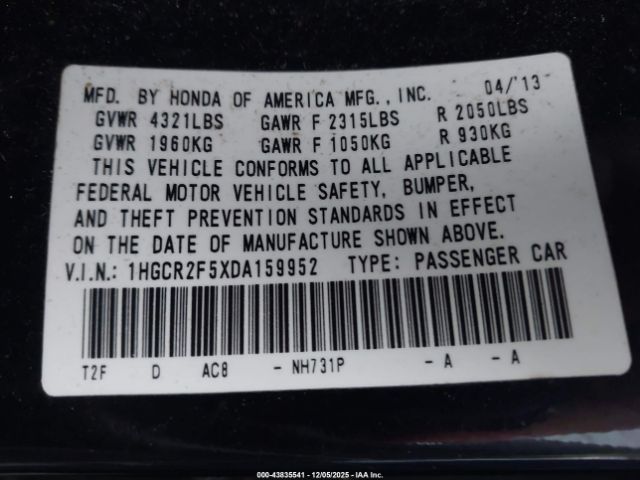 MFD. BY HONDA OF AMERICA MFG., INC. 04/'13
GVWR 4321LBS GAWR F 2315LBS R 2050LBS
GVWR 1960KG GAWR F 1050KG R 930KG
THIS VEHICLE CONFORMS TO ALL APPLICABLE
FEDERAL MOTOR VEHICLE SAFETY, BUMPER,
AND THEFT PREVENTION STANDARDS IN EFFECT
ON THE DATE OF MANUFACTURE SHOWN ABOVE.
V.I.N.: 1HGCR2F5XDA159952 TYPE: PASSENGER CAR
T2F D AC8 - NH731P - A - A
000-43835541 - 12/05/2025 - IAA Inc.